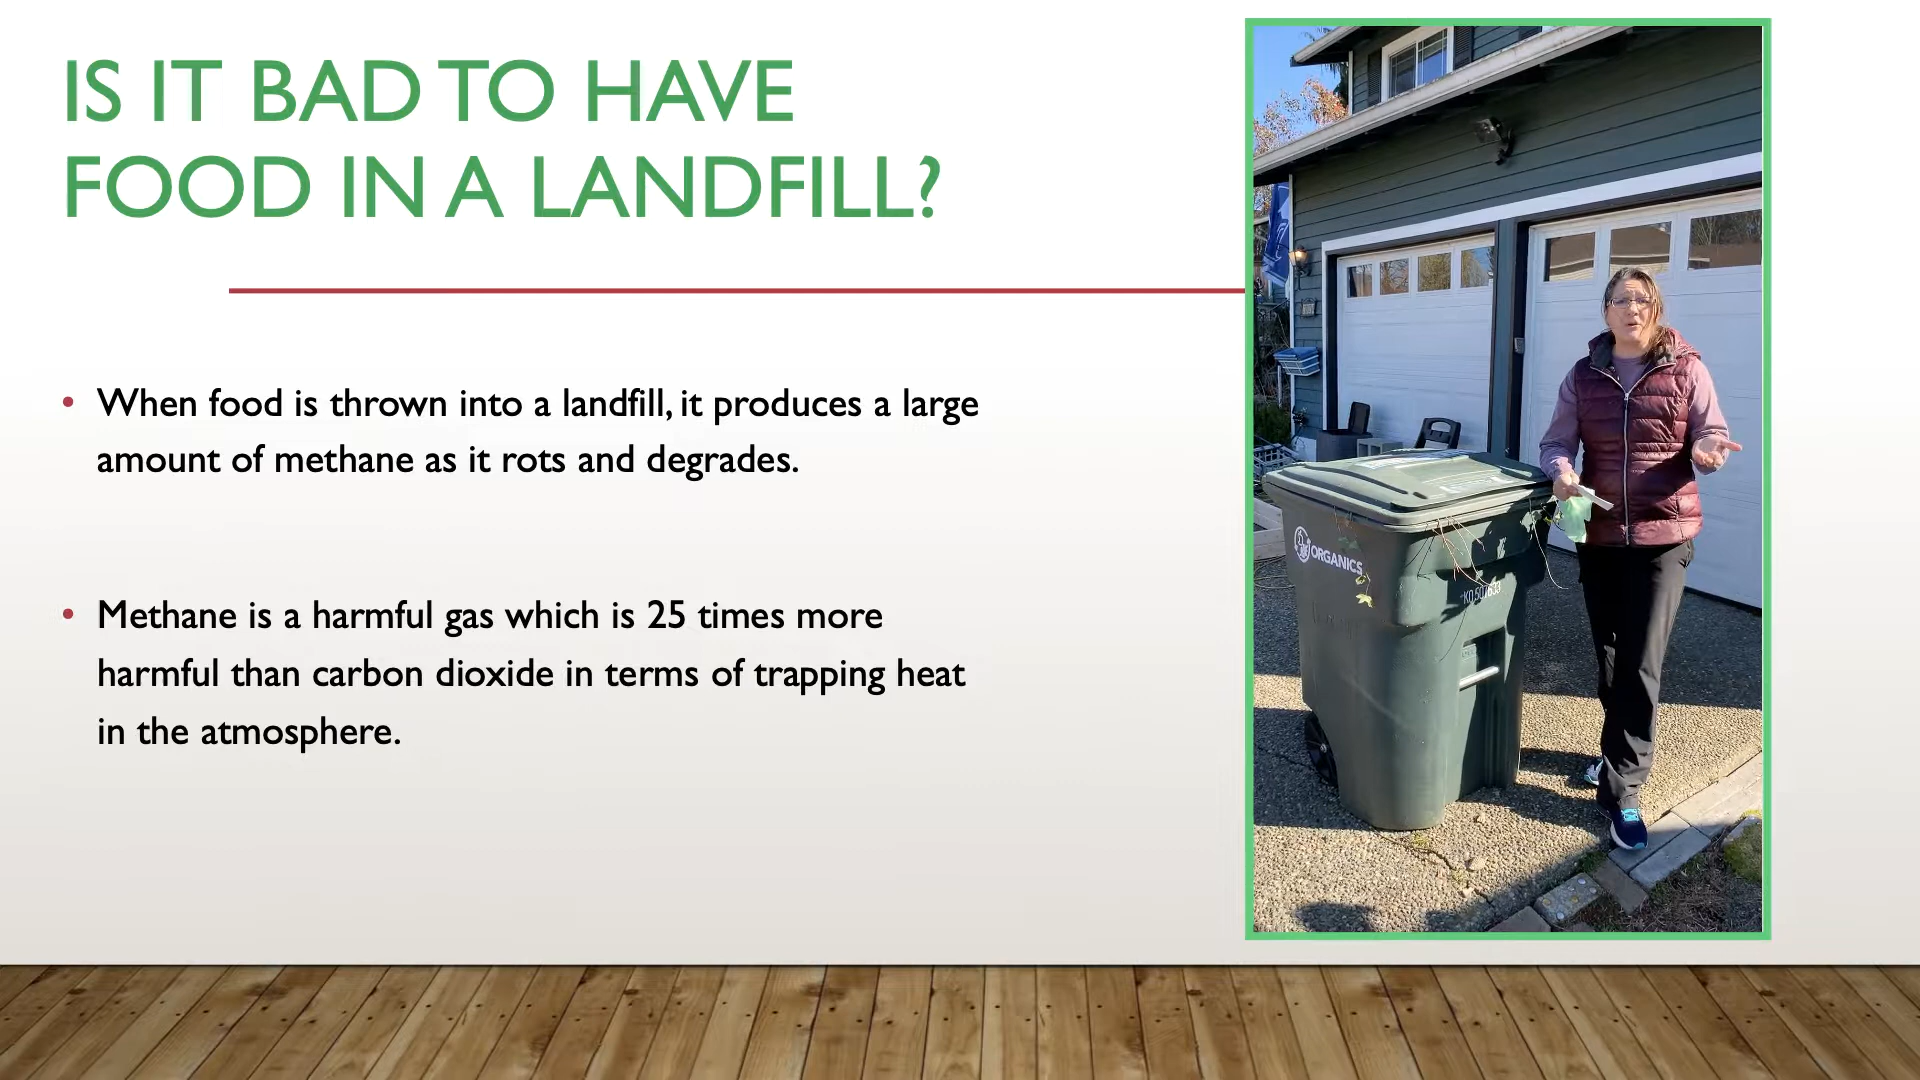 IS IT BAD TO HAVE
FOOD IN A LANDFILL?
• When food is thrown into a landfill, it produces a large
amount of methane as it rots and degrades.
• Methane is a harmful gas which is 25 times more
harmful than carbon dioxide in terms of trapping heat
in the atmosphere.
ORGANICS